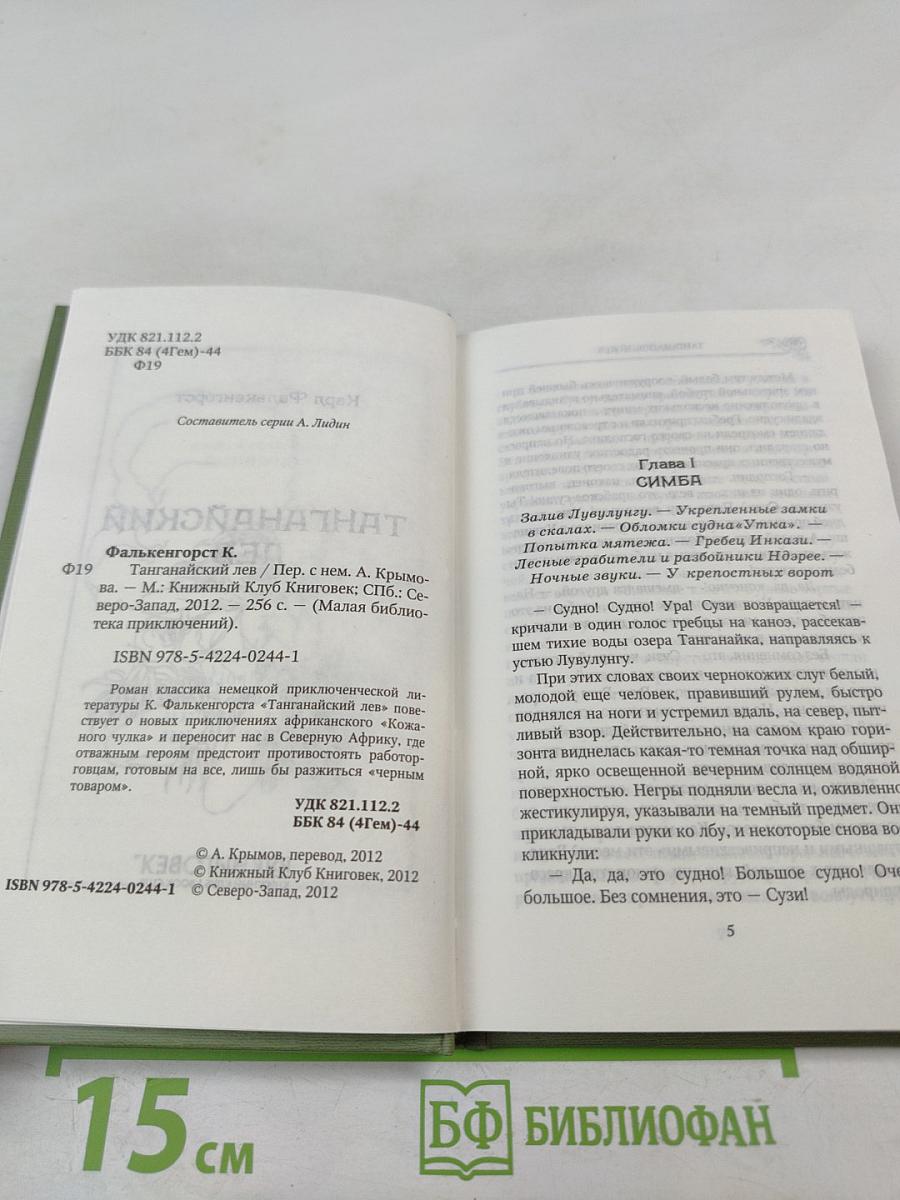 УДК 821.112.2
ББК 84 (4Гем)-44
Ф19
Составитель серии А. Лидин
Фалькенгорст К.
Ф19 Танганайский лев / Пер. с нем. А. Крымо-
ва. — М.: Книжный Клуб Книговек; СПб.: Се-
веро-Запад, 2012. — 256 с. — (Малая библио-
тека приключений).
ISBN 978-5-4224-0244-1
Роман классика немецкой приключенческой ли-
тературы К. Фалькенгорста «Танганайский лев» пове-
ствует о новых приключениях африканского «Кожа-
ного чулка» и переносит нас в Северную Африку, где
отважным героям предстоит противостоять работор-
говцам, готовым на все, лишь бы разжиться «черным
товаром».
УДК 821.112.2
ББК 84 (4Гем)-44
© А. Крымов, перевод, 2012
© Книжный Клуб Книговек, 2012
ISBN 978-5-4224-0244-1 © Северо-Запад, 2012
Глава I
СИМБА
Залив Лувулунгу. — Укрепленные замки
в скалах. — Обломки судна «Утка». —
Попытка мятежа. — Гребец Инкази. —
Лесные грабители и разбойники Ндэрее. —
Ночные звуки. — У крепостных ворот
— Судно! Судно! Ура! Сузи возвращается! —
кричали в один голос гребцы на каноэ, рассекав-
шем тихие воды озера Танганайка, направляясь к
устью Лувулунгу.
При этих словах своих чернокожих слуг белый,
молодой еще человек, правивший рулем, быстро
поднялся на ноги и устремил вдаль, на север, пыт-
ливый взор. Действительно, на самом краю гори-
зонта виднелась какая-то темная точка над обшир-
ной, ярко освещенной вечерним солнцем водяной
поверхностью. Негры подняли весла и, оживленно
жестикулируя, указывали на темный предмет. Они
прикладывали руки ко лбу, и некоторые снова во
кликнули:
— Да, да, это судно! Большое судно! Оче
большое. Без сомнения, это — Сузи!
5
15 см
БФ БИБЛИОФАН